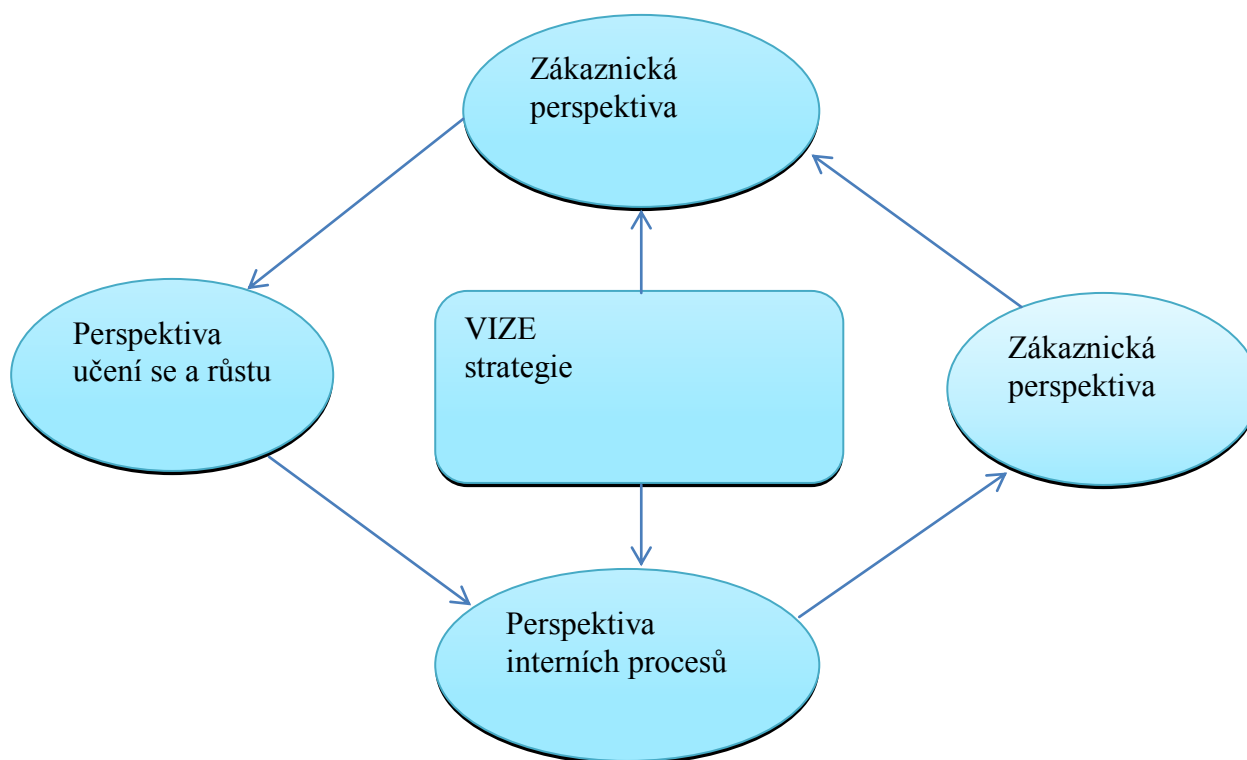 Zákaznická
perspektiva
Perspektiva
učení se a růstu
VIZE
strategie
Zákaznická
perspektiva
Perspektiva
interních procesů